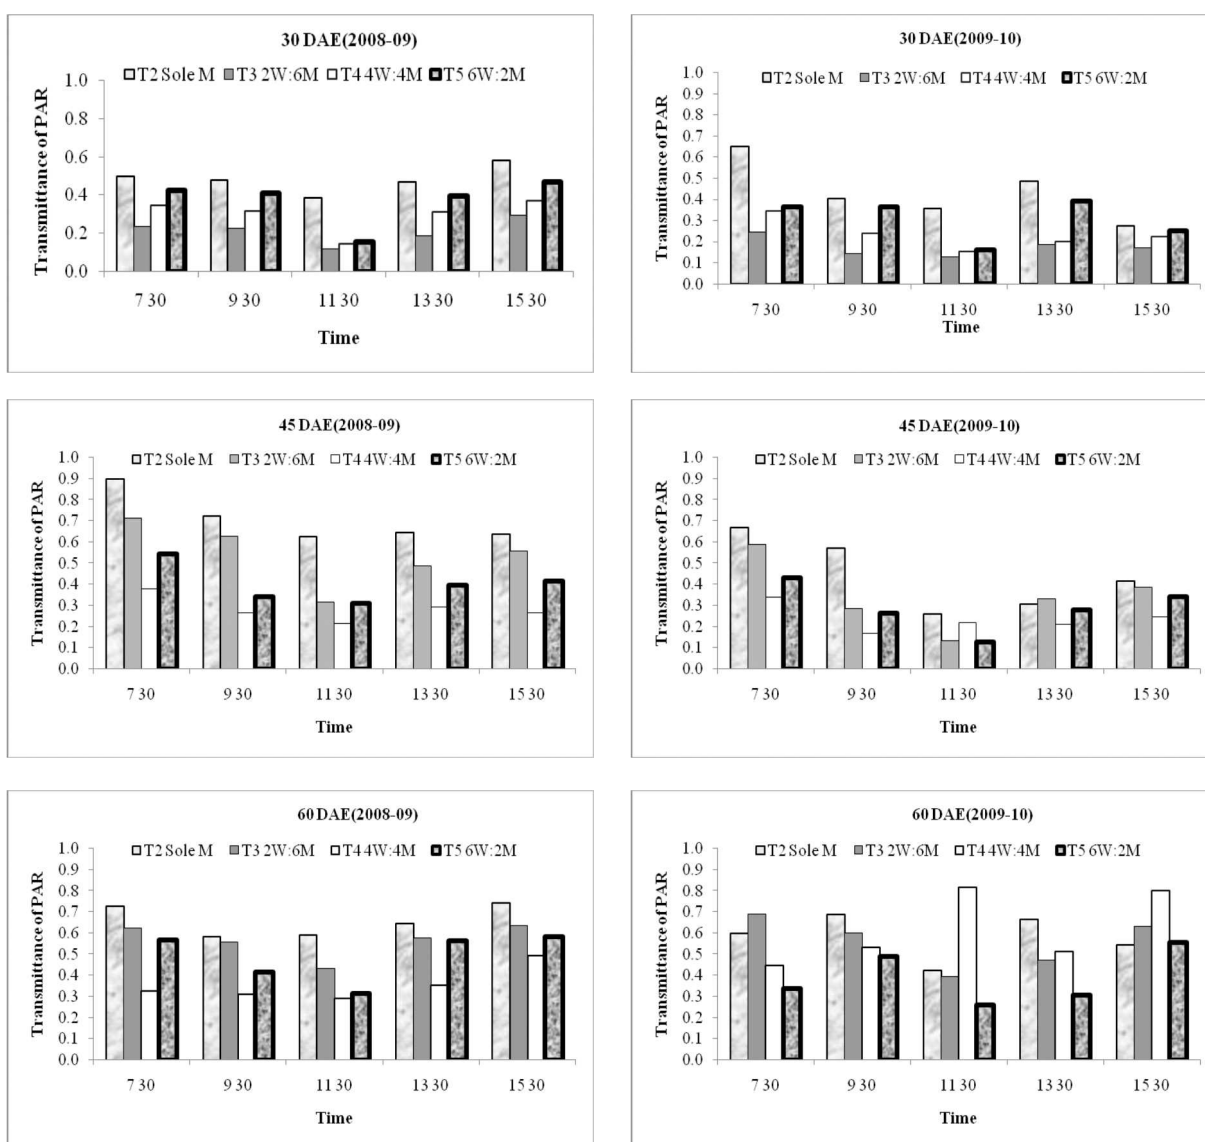 30 DAE(2008-09)
T2 Sole M T3 2W:6M T4 4W:4M T5 6W:2M
Transmittance of PAR
1.0
0.8
0.6
0.4
0.2
0.0
7 30 9 30 11 30 13 30 15 30
Time
30 DAE(2009-10)
T2 Sole M T3 2W:6M T4 4W:4M T5 6W:2M
Transmittance of PAR
1.0
0.9
0.8
0.7
0.6
0.5
0.4
0.3
0.2
0.1
0.0
7 30 9 30 11 30 13 30 15 30
Time
45 DAE(2008-09)
T2 Sole M T3 2W:6M T4 4W:4M T5 6W:2M
Transmittance of PAR
1.0
0.9
0.8
0.7
0.6
0.5
0.4
0.3
0.2
0.1
0.0
7 30 9 30 11 30 13 30 15 30
Time
45 DAE(2009-10)
T2 Sole M T3 2W:6M T4 4W:4M T5 6W:2M
Transmittance of PAR
1.0
0.9
0.8
0.7
0.6
0.5
0.4
0.3
0.2
0.1
0.0
7 30 9 30 11 30 13 30 15 30
Time
60 DAE(2008-09)
T2 Sole M T3 2W:6M T4 4W:4M T5 6W:2M
Transmittance of PAR
1.0
0.9
0.8
0.7
0.6
0.5
0.4
0.3
0.2
0.1
0.0
7 30 9 30 11 30 13 30 15 30
Time
60 DAE(2009-10)
T2 Sole M T3 2W:6M T4 4W:4M T5 6W:2M
Transmittance of PAR
1.0
0.9
0.8
0.7
0.6
0.5
0.4
0.3
0.2
0.1
0.0
7 30 9 30 11 30 13 30 15 30
Time